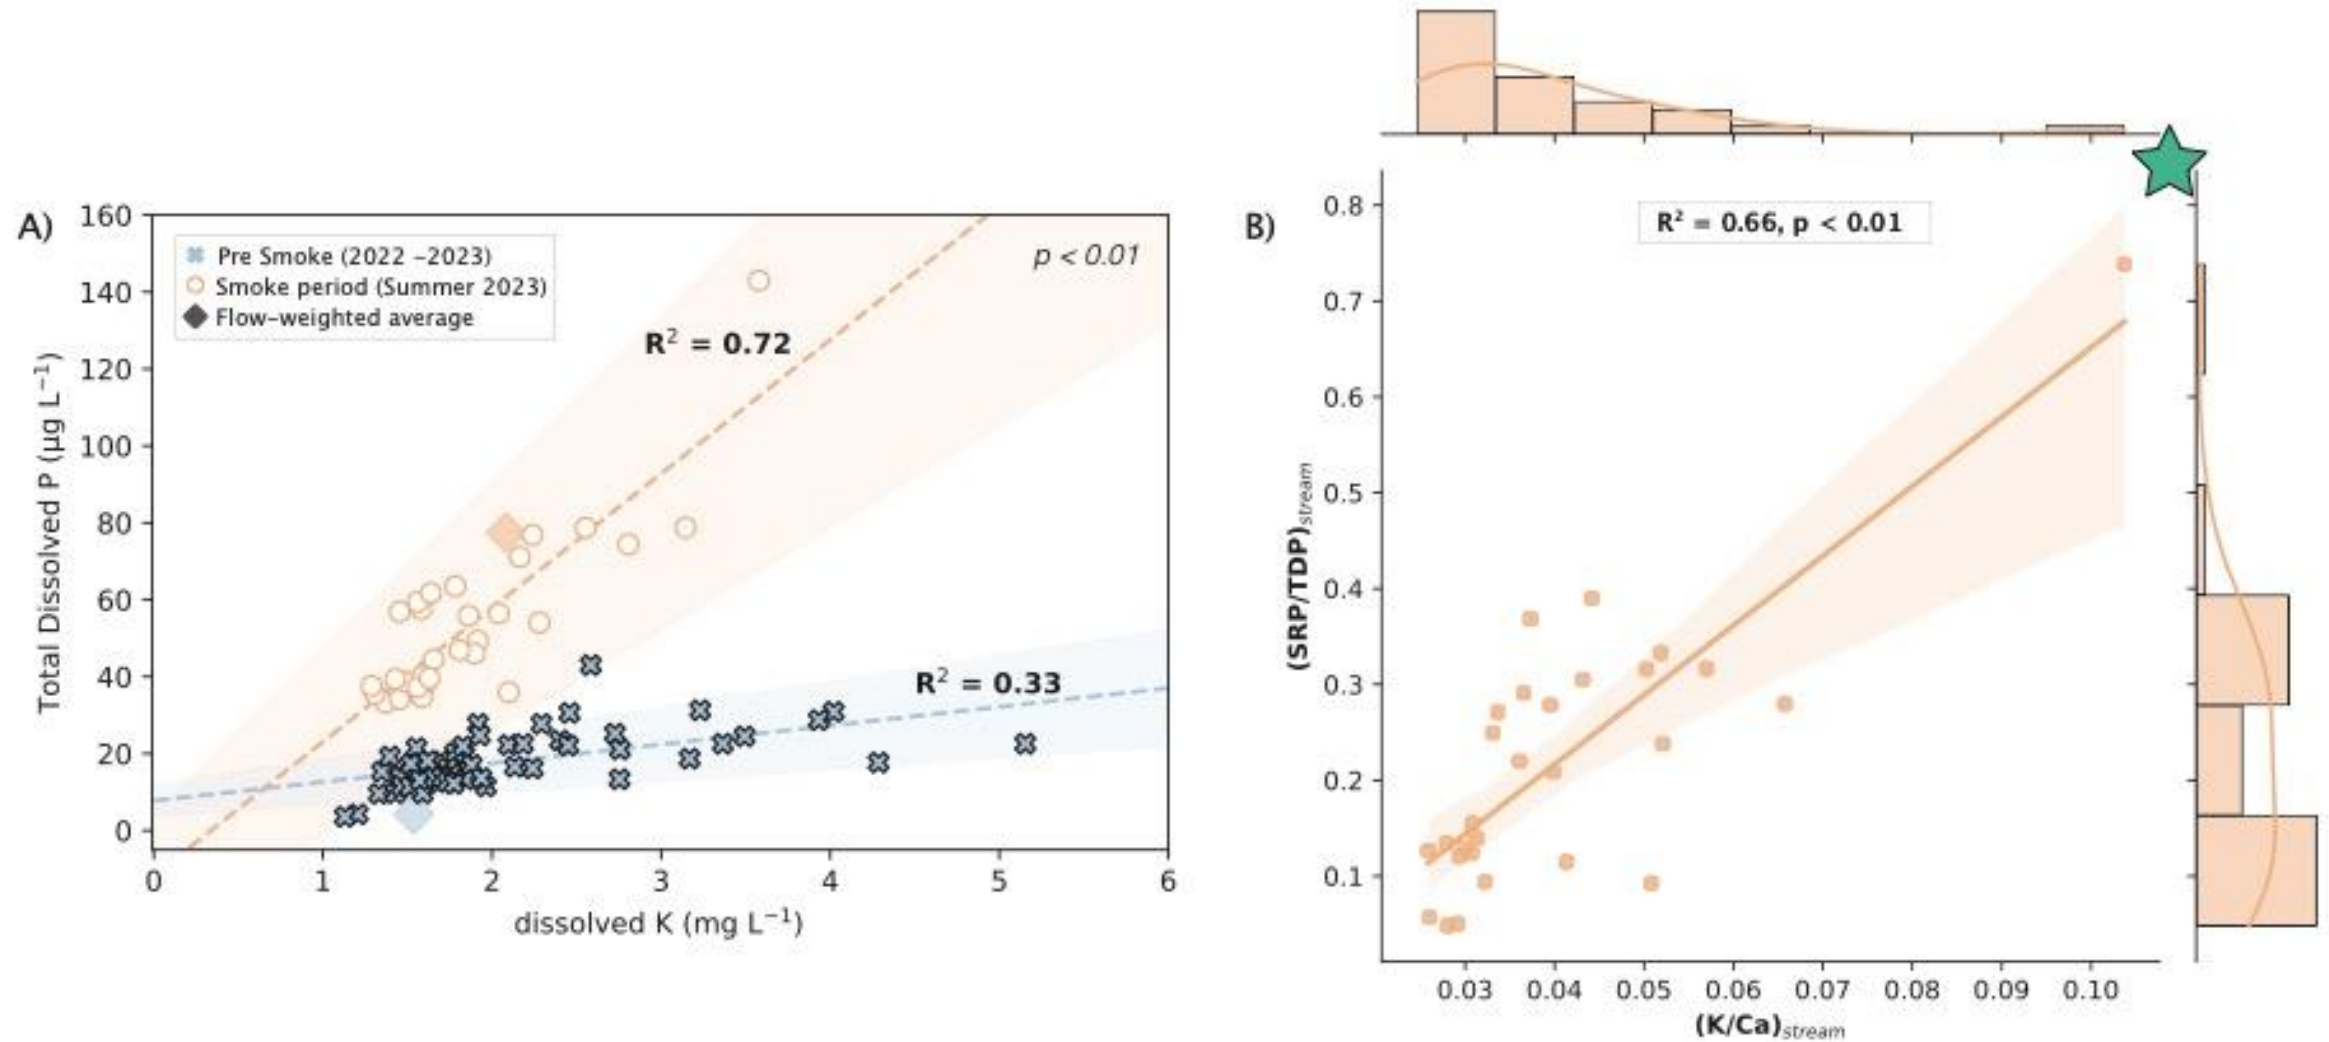 A)
160
140
120
100
80
60
40
20
0
Total Dissolved P (µg L⁻¹)
Pre Smoke (2022 –2023)
Smoke period (Summer 2023)
Flow–weighted average
p < 0.01
R² = 0.72
R² = 0.33
0 1 2 3 4 5 6
dissolved K (mg L⁻¹)
B)
R² = 0.66, p < 0.01
0.8
0.7
0.6
0.5
0.4
0.3
0.2
0.1
(SRP/TDP)stream
0.03 0.04 0.05 0.06 0.07 0.08 0.09 0.10
(K/Ca)stream